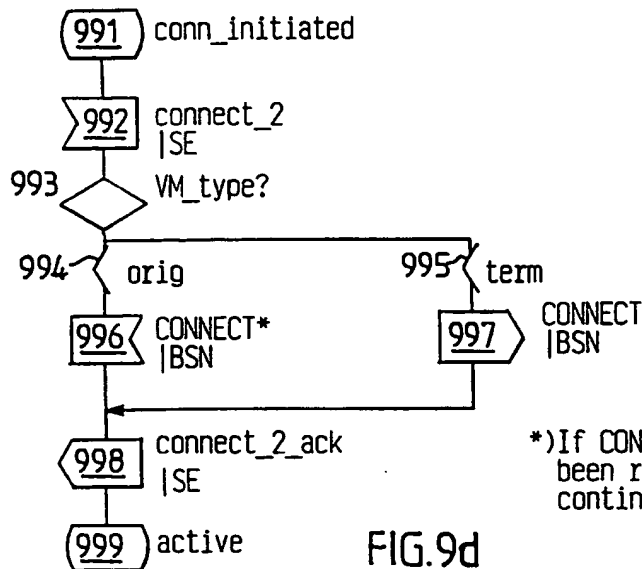 991 conn_initiated
992 connect_2
|SE
993 VM_type?
994 orig
995 term
996 CONNECT*
|BSN
997 CONNECT
|BSN
998 connect_2_ack
|SE
*)If CON
been r
contin
999 active
FIG.9d